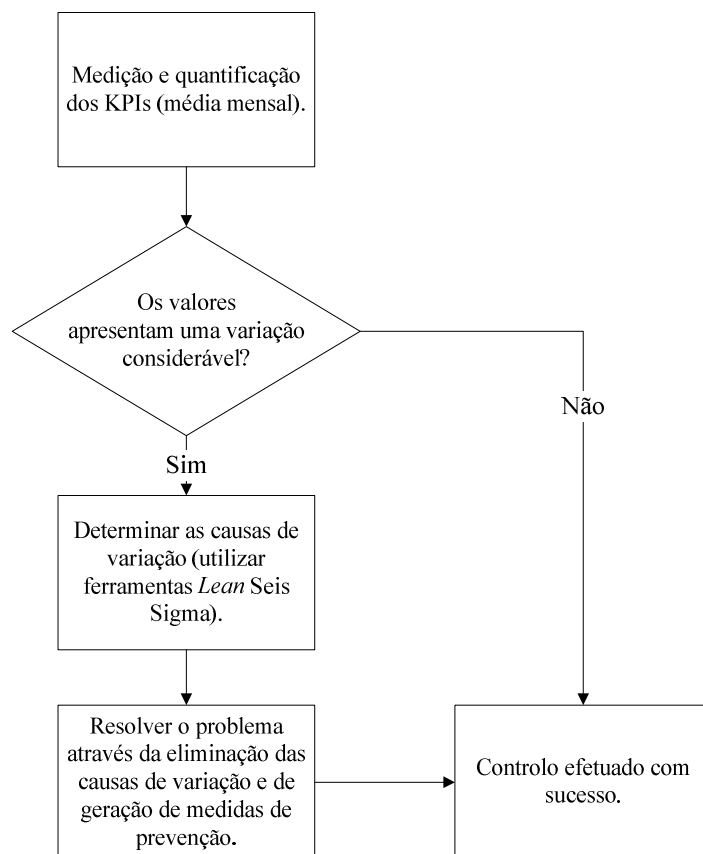 Medição e quantificação
dos KPIs (média mensal).
Os valores
apresentam uma variação
considerável?
Não
Sim
Determinar as causas de
variação (utilizar
ferramentas Lean Seis
Sigma).
Resolver o problema
através da eliminação das
causas de variação e de
geração de medidas de
prevenção.
Controlo efetuado com
sucesso.